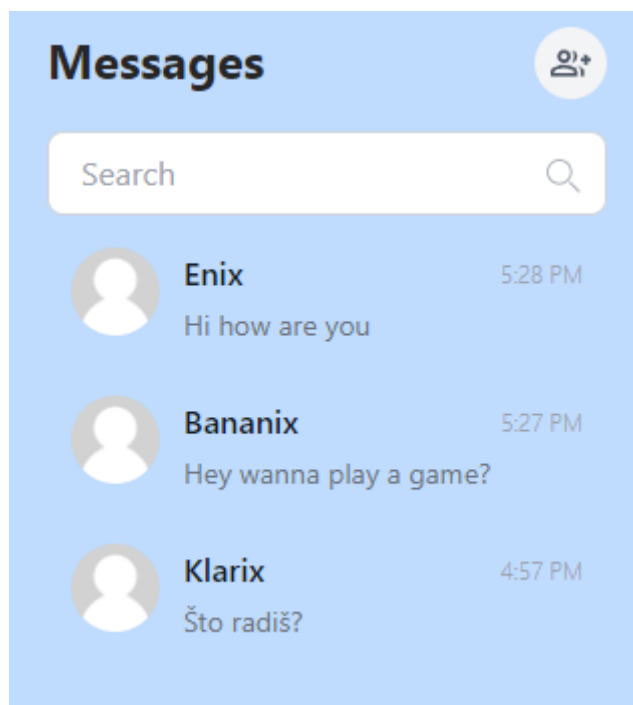 Messages
Search
Enix 5:28 PM
Hi how are you
Bananix 5:27 PM
Hey wanna play a game?
Klarix 4:57 PM
Što radiš?